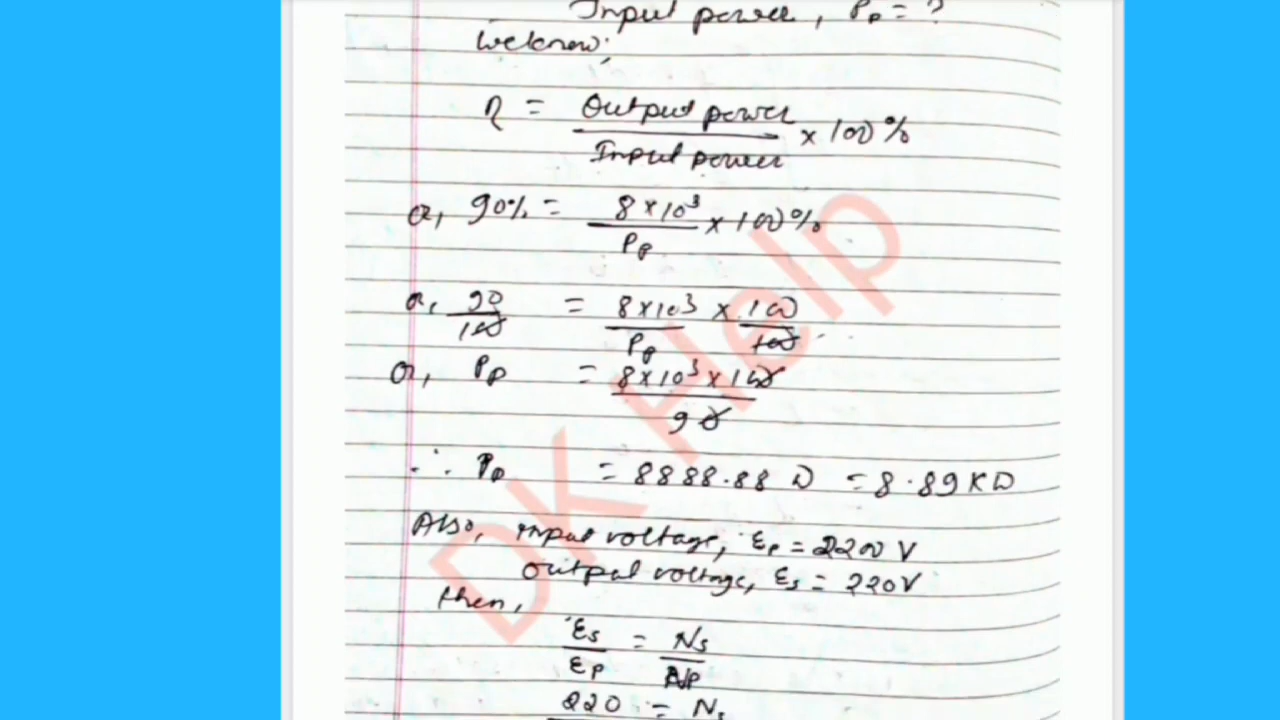 Input power, Pp = ?
We know;
η = Output power / Input power × 100%
or, 90% = 8×10³ / Pp × 100%
or, 90/100 = 8×10³ / Pp × 100/100
or, Pp = 8×10³×100 / 90
∴ Pp = 8888.88 W = 8.89 KW
Also, input voltage, Ep = 2200 V
output voltage, Es = 220V
then,
Es / Ep = Ns / Np
220 = Ns
DK Help